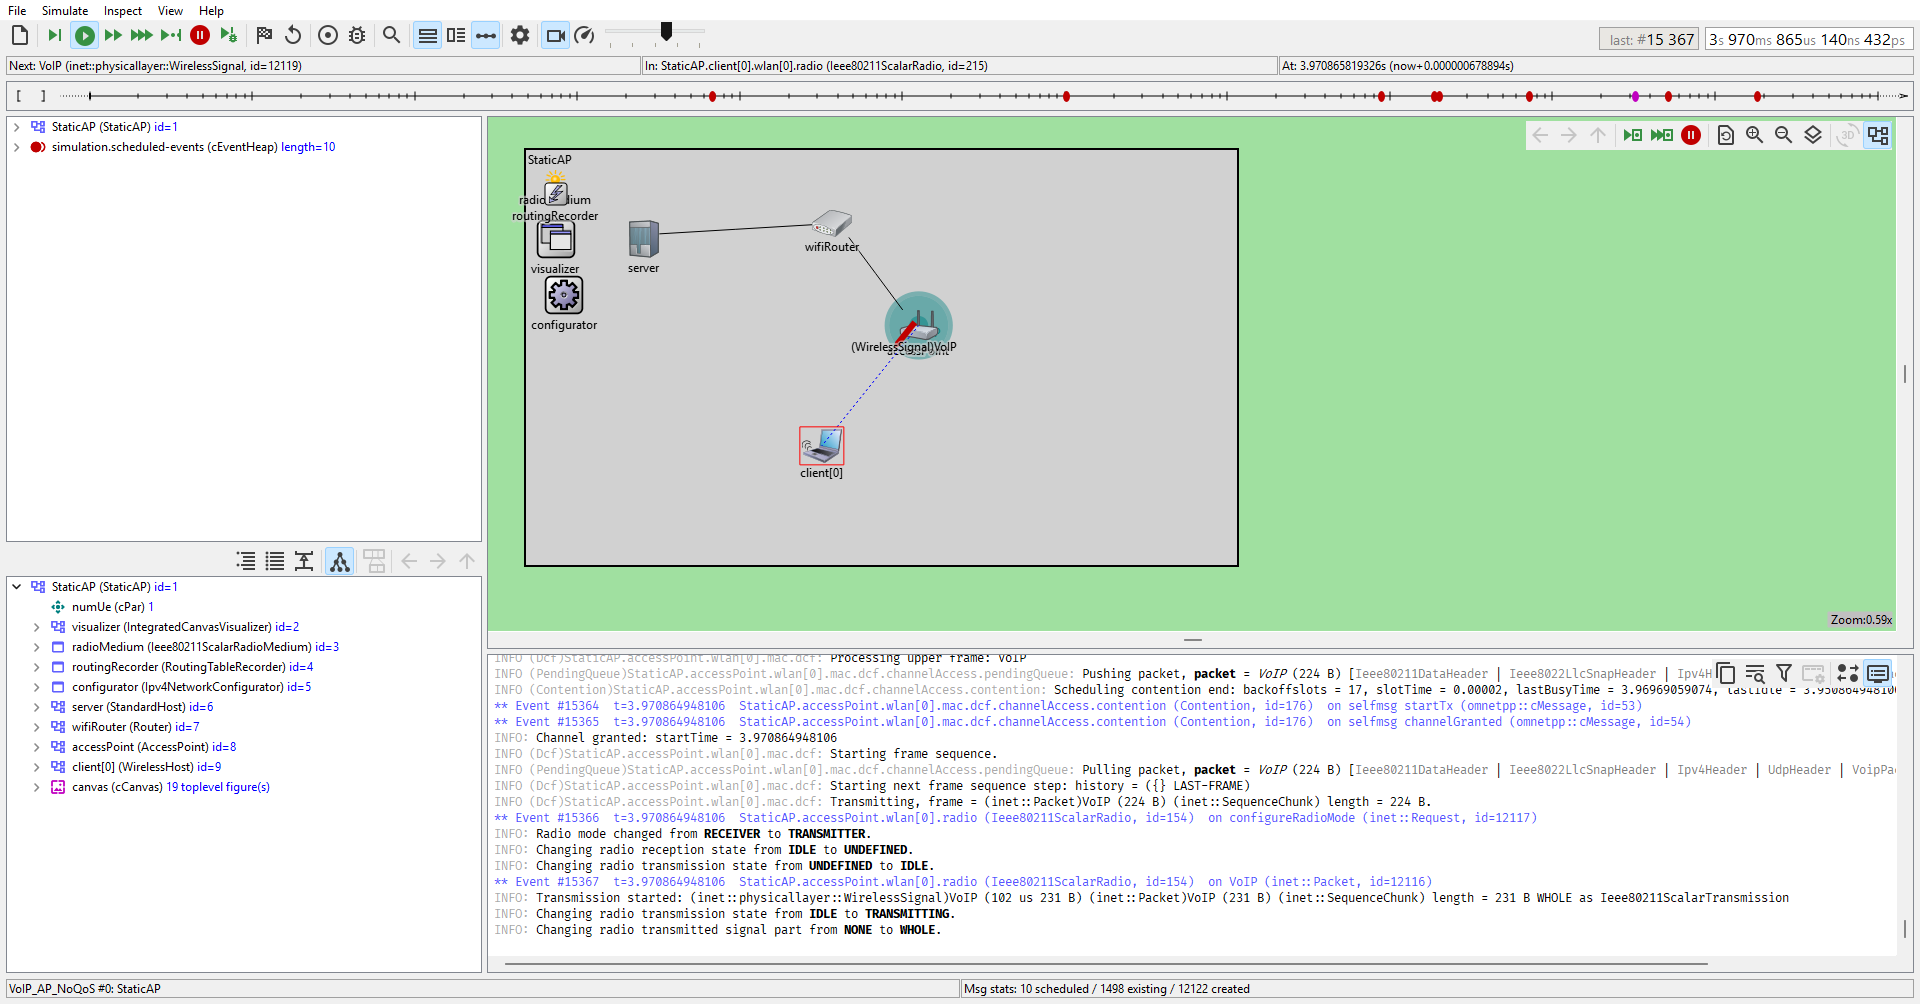 File Simulate Inspect View Help
last: #15 367 3s 970ms 865us 140ns 432ps
Next: VoIP (inet::physicallayer::WirelessSignal, id=12119) In: StaticAP.client[0].wlan[0].radio (Ieee80211ScalarRadio, id=215) At: 3.970865819326s (now+0.000000678894s)
[ ]
StaticAP (StaticAP) id=1
simulation.scheduled-events (cEventHeap) length=10
3D
StaticAP
routingRecorder
visualizer
configurator
server
wifiRouter
(WirelessSignal)VoIP
client[0]
Zoom:0.59x
StaticAP (StaticAP) id=1
numUe (cPar) 1
visualizer (IntegratedCanvasVisualizer) id=2
radioMedium (Ieee80211ScalarRadioMedium) id=3
routingRecorder (RoutingTableRecorder) id=4
configurator (Ipv4NetworkConfigurator) id=5
server (StandardHost) id=6
wifiRouter (Router) id=7
accessPoint (AccessPoint) id=8
client[0] (WirelessHost) id=9
canvas (cCanvas) 19 toplevel figure(s)
INFO (Dcf)StaticAP.accessPoint.wlan[0].mac.dcf: Processing upper frame: VoIP
INFO (PendingQueue)StaticAP.accessPoint.wlan[0].mac.dcf.channelAccess.pendingQueue: Pushing packet, packet = VoIP (224 B) [Ieee80211DataHeader | Ieee8022LlcSnapHeader | Ipv4H
INFO (Contention)StaticAP.accessPoint.wlan[0].mac.dcf.channelAccess.contention: Scheduling contention end: backoffslots = 17, slotTime = 0.00002, lastBusyTime = 3.96969059074, lastIdle =
** Event #15364 t=3.970864948106 StaticAP.accessPoint.wlan[0].mac.dcf.channelAccess.contention (Contention, id=176) on selfmsg startTx (omnetpp::cMessage, id=53)
** Event #15365 t=3.970864948106 StaticAP.accessPoint.wlan[0].mac.dcf.channelAccess.contention (Contention, id=176) on selfmsg channelGranted (omnetpp::cMessage, id=54)
INFO: Channel granted: startTime = 3.970864948106
INFO (Dcf)StaticAP.accessPoint.wlan[0].mac.dcf: Starting frame sequence.
INFO (PendingQueue)StaticAP.accessPoint.wlan[0].mac.dcf.channelAccess.pendingQueue: Pulling packet, packet = VoIP (224 B) [Ieee80211DataHeader | Ieee8022LlcSnapHeader | Ipv4Header | UdpHeader | VoipPa
INFO (Dcf)StaticAP.accessPoint.wlan[0].mac.dcf: Starting next frame sequence step: history = ({} LAST-FRAME)
INFO (Dcf)StaticAP.accessPoint.wlan[0].mac.dcf: Transmitting, frame = (inet::Packet)VoIP (224 B) (inet::SequenceChunk) length = 224 B.
** Event #15366 t=3.970864948106 StaticAP.accessPoint.wlan[0].radio (Ieee80211ScalarRadio, id=154) on configureRadioMode (inet::Request, id=12117)
INFO: Radio mode changed from RECEIVER to TRANSMITTER.
INFO: Changing radio reception state from IDLE to UNDEFINED.
INFO: Changing radio transmission state from UNDEFINED to IDLE.
** Event #15367 t=3.970864948106 StaticAP.accessPoint.wlan[0].radio (Ieee80211ScalarRadio, id=154) on VoIP (inet::Packet, id=12116)
INFO: Transmission started: (inet::physicallayer::WirelessSignal)VoIP (102 us 231 B) (inet::Packet)VoIP (231 B) (inet::SequenceChunk) length = 231 B WHOLE as Ieee80211ScalarTransmission
INFO: Changing radio transmission state from IDLE to TRANSMITTING.
INFO: Changing radio transmitted signal part from NONE to WHOLE.
VoIP_AP_NoQoS #0: StaticAP Msg stats: 10 scheduled / 1498 existing / 12122 created